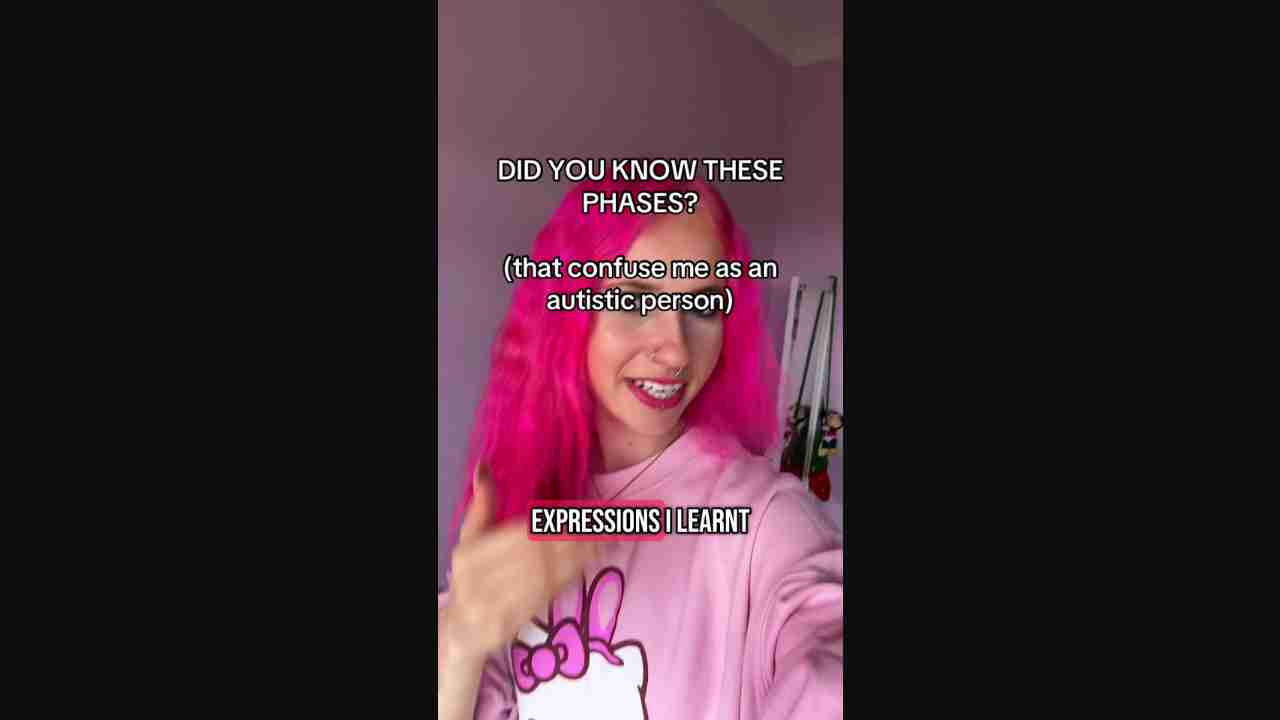 DID YOU KNOW THESE
PHASES?
(that confuse me as an
autistic person)
EXPRESSIONS I LEARNT